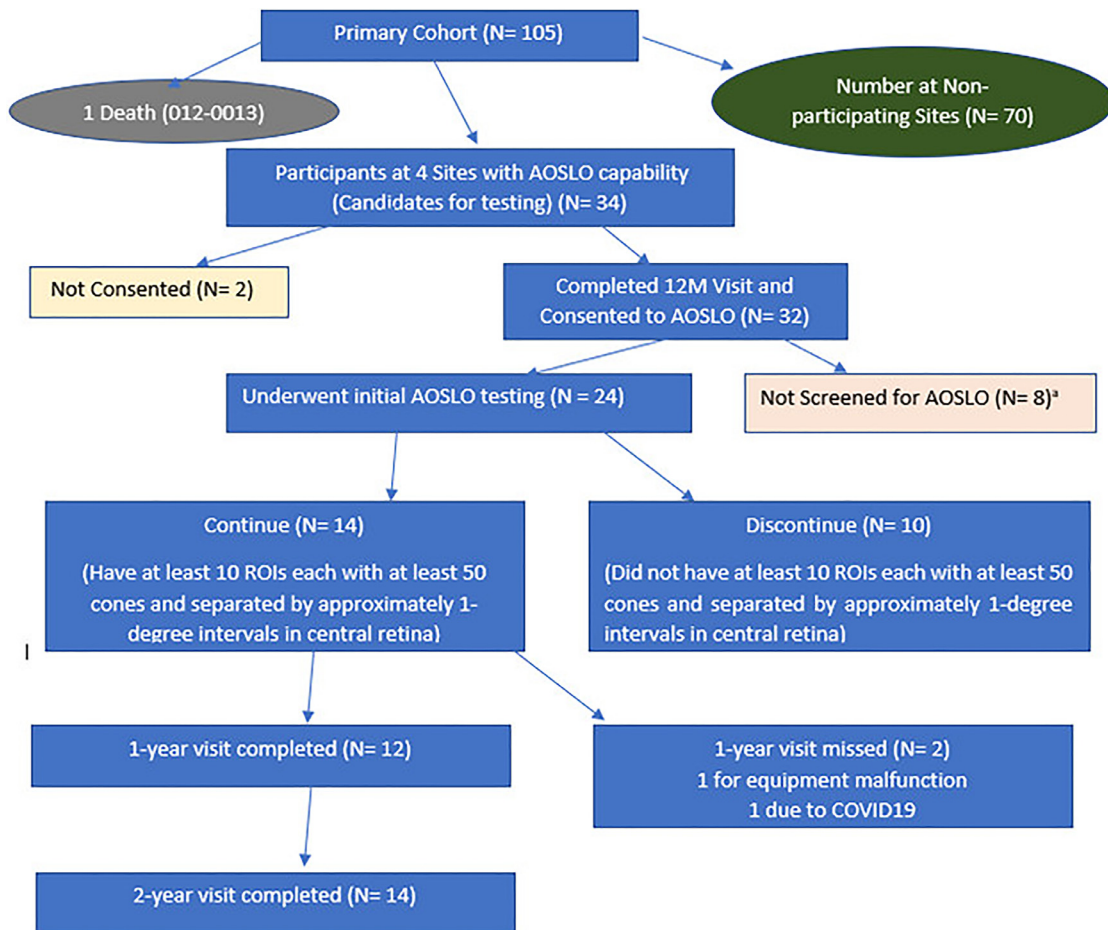 Primary Cohort (N= 105)
1 Death (012-0013)
Number at Non-
participating Sites (N= 70)
Participants at 4 Sites with AOSLO capability
(Candidates for testing) (N= 34)
Not Consented (N= 2)
Completed 12M Visit and
Consented to AOSLO (N= 32)
Underwent initial AOSLO testing (N = 24)
Not Screened for AOSLO (N= 8)ᵃ
Continue (N= 14)
(Have at least 10 ROIs each with at least 50
cones and separated by approximately 1-
degree intervals in central retina)
Discontinue (N= 10)
(Did not have at least 10 ROIs each with at least 50
cones and separated by approximately 1-degree
intervals in central retina)
l
1-year visit completed (N= 12)
1-year visit missed (N= 2)
1 for equipment malfunction
1 due to COVID19
2-year visit completed (N= 14)